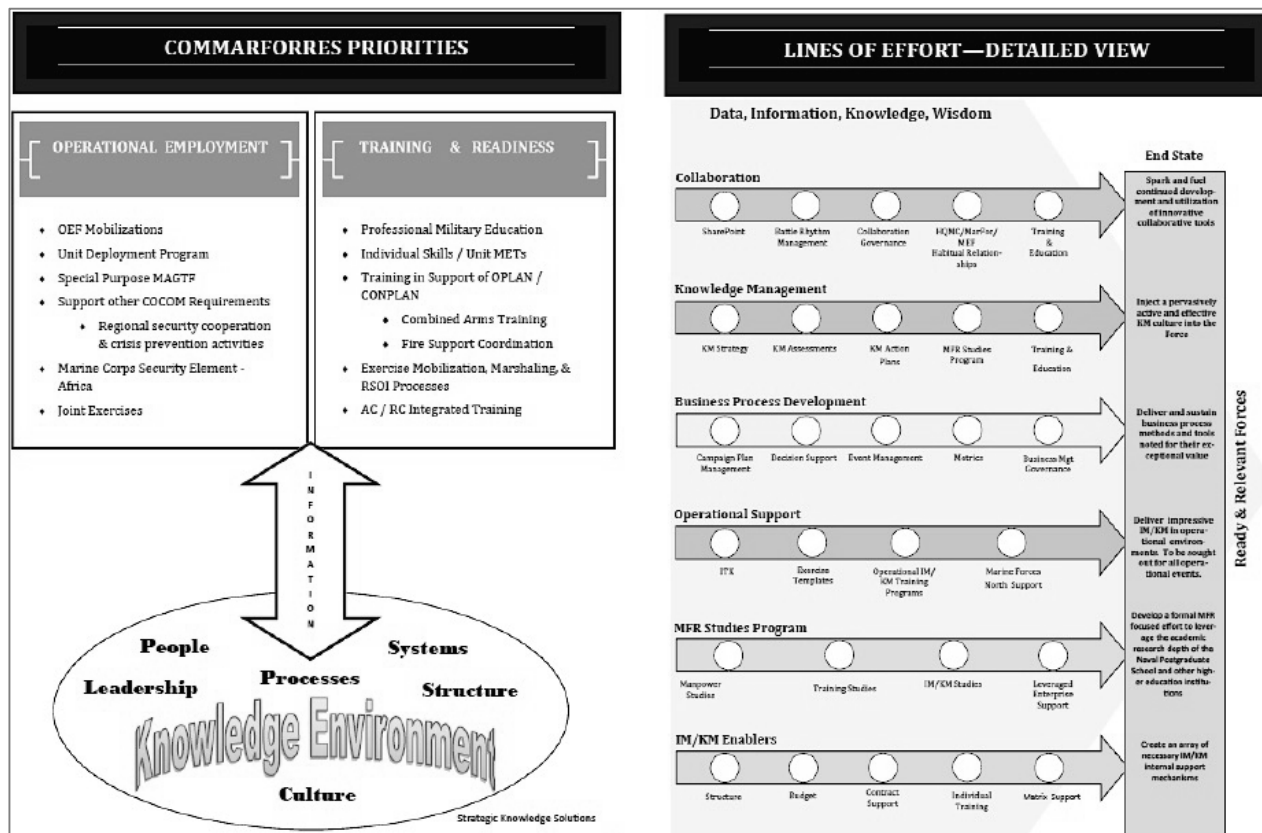 COMMARFORRES PRIORITIES
OPERATIONAL EMPLOYMENT
♦ OEF Mobilizations
♦ Unit Deployment Program
♦ Special Purpose MAGTF
♦ Support other COCOM Requirements
♦ Regional security cooperation
& crisis prevention activities
♦ Marine Corps Security Element -
Africa
♦ Joint Exercises
TRAINING & READINESS
♦ Professional Military Education
♦ Individual Skills / Unit METs
♦ Training in Support of OPLAN /
CONPLAN
♦ Combined Arms Training
♦ Fire Support Coordination
♦ Exercise Mobilization, Marshaling, &
RSOI Processes
♦ AC / RC Integrated Training
INFORMATION
People
Systems
Processes
Leadership
Structure
Knowledge Environment
Culture
Strategic Knowledge Solutions
LINES OF EFFORT—DETAILED VIEW
Data, Information, Knowledge, Wisdom
End State
Collaboration
SharePoint
Battle Rhythm
Management
Collaboration
Governance
HQMC/MarFor/
MEF
Habitual Relation-
ships
Training
&
Education
Spark and fuel
continued develop-
ment and utilization
of innovative
collaborative tools
Knowledge Management
KM Strategy
KM Assessments
KM Action
Plans
MFR Studies
Program
Training &
Education
Inject a pervasively
active and effective
KM culture into the
Force
Business Process Development
Campaign Plan
Management
Decision Support
Event Management
Metrics
Business Mgt
Governance
Deliver and sustain
business process
methods and tools
noted for their ex-
ceptional value
Operational Support
ITK
Exercise
Templates
Operational IM/
KM Training
Programs
Marine Forces
North Support
Deliver impressive
IM/KM in opera-
tional environ-
ments. To be sought
out for all opera-
tional events.
MFR Studies Program
Manpower
Studies
Training Studies
IM/KM Studies
Leveraged
Enterprise
Support
Develop a formal MFR
focused effort to lever-
age the academic
research depth of the
Naval Postgraduate
School and other high-
er education institu-
tions
IM/KM Enablers
Structure
Budget
Contract
Support
Individual
Training
Matrix Support
Create an array of
necessary IM/KM
internal support
mechanisms
Ready & Relevant Forces